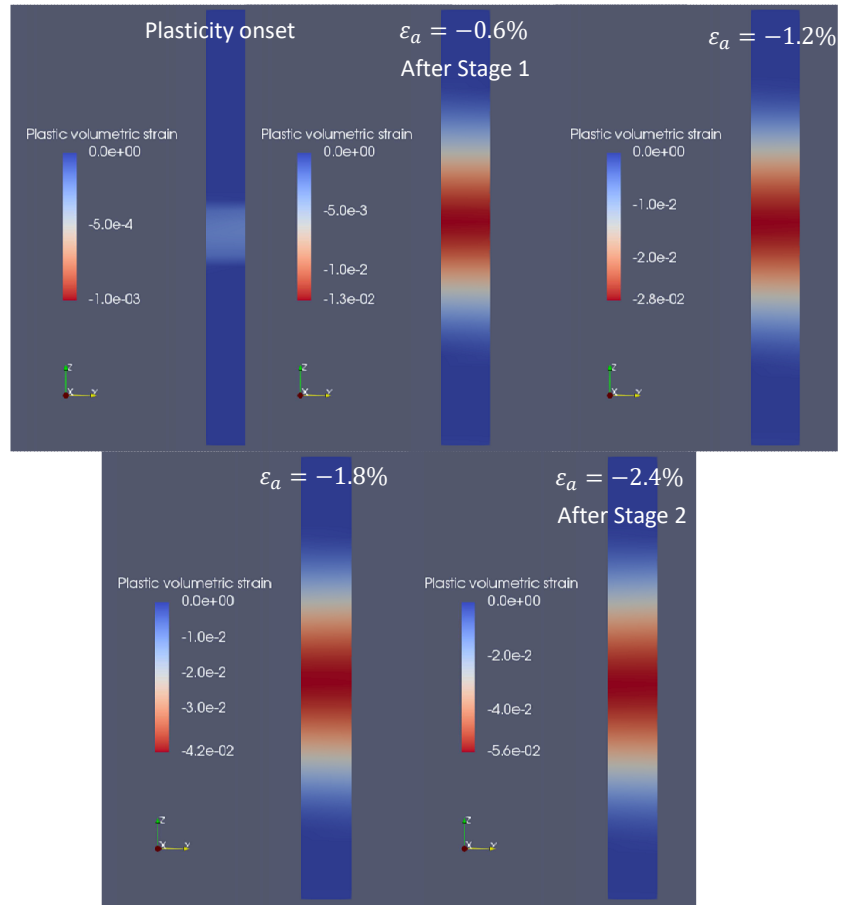 Plasticity onset
Plastic volumetric strain
0.0e+00
-5.0e-4
-1.0e-03
Z
X
Y
εₐ = −0.6%
After Stage 1
Plastic volumetric strain
0.0e+00
-5.0e-3
-1.0e-2
-1.3e-02
Z
X
Y
εₐ = −1.2%
Plastic volumetric strain
0.0e+00
-1.0e-2
-2.0e-2
-2.8e-02
Z
X
Y
εₐ = −1.8%
Plastic volumetric strain
0.0e+00
-1.0e-2
-2.0e-2
-3.0e-2
-4.2e-02
Z
X
Y
εₐ = −2.4%
After Stage 2
Plastic volumetric strain
0.0e+00
-2.0e-2
-4.0e-2
-5.6e-02
Z
X
Y